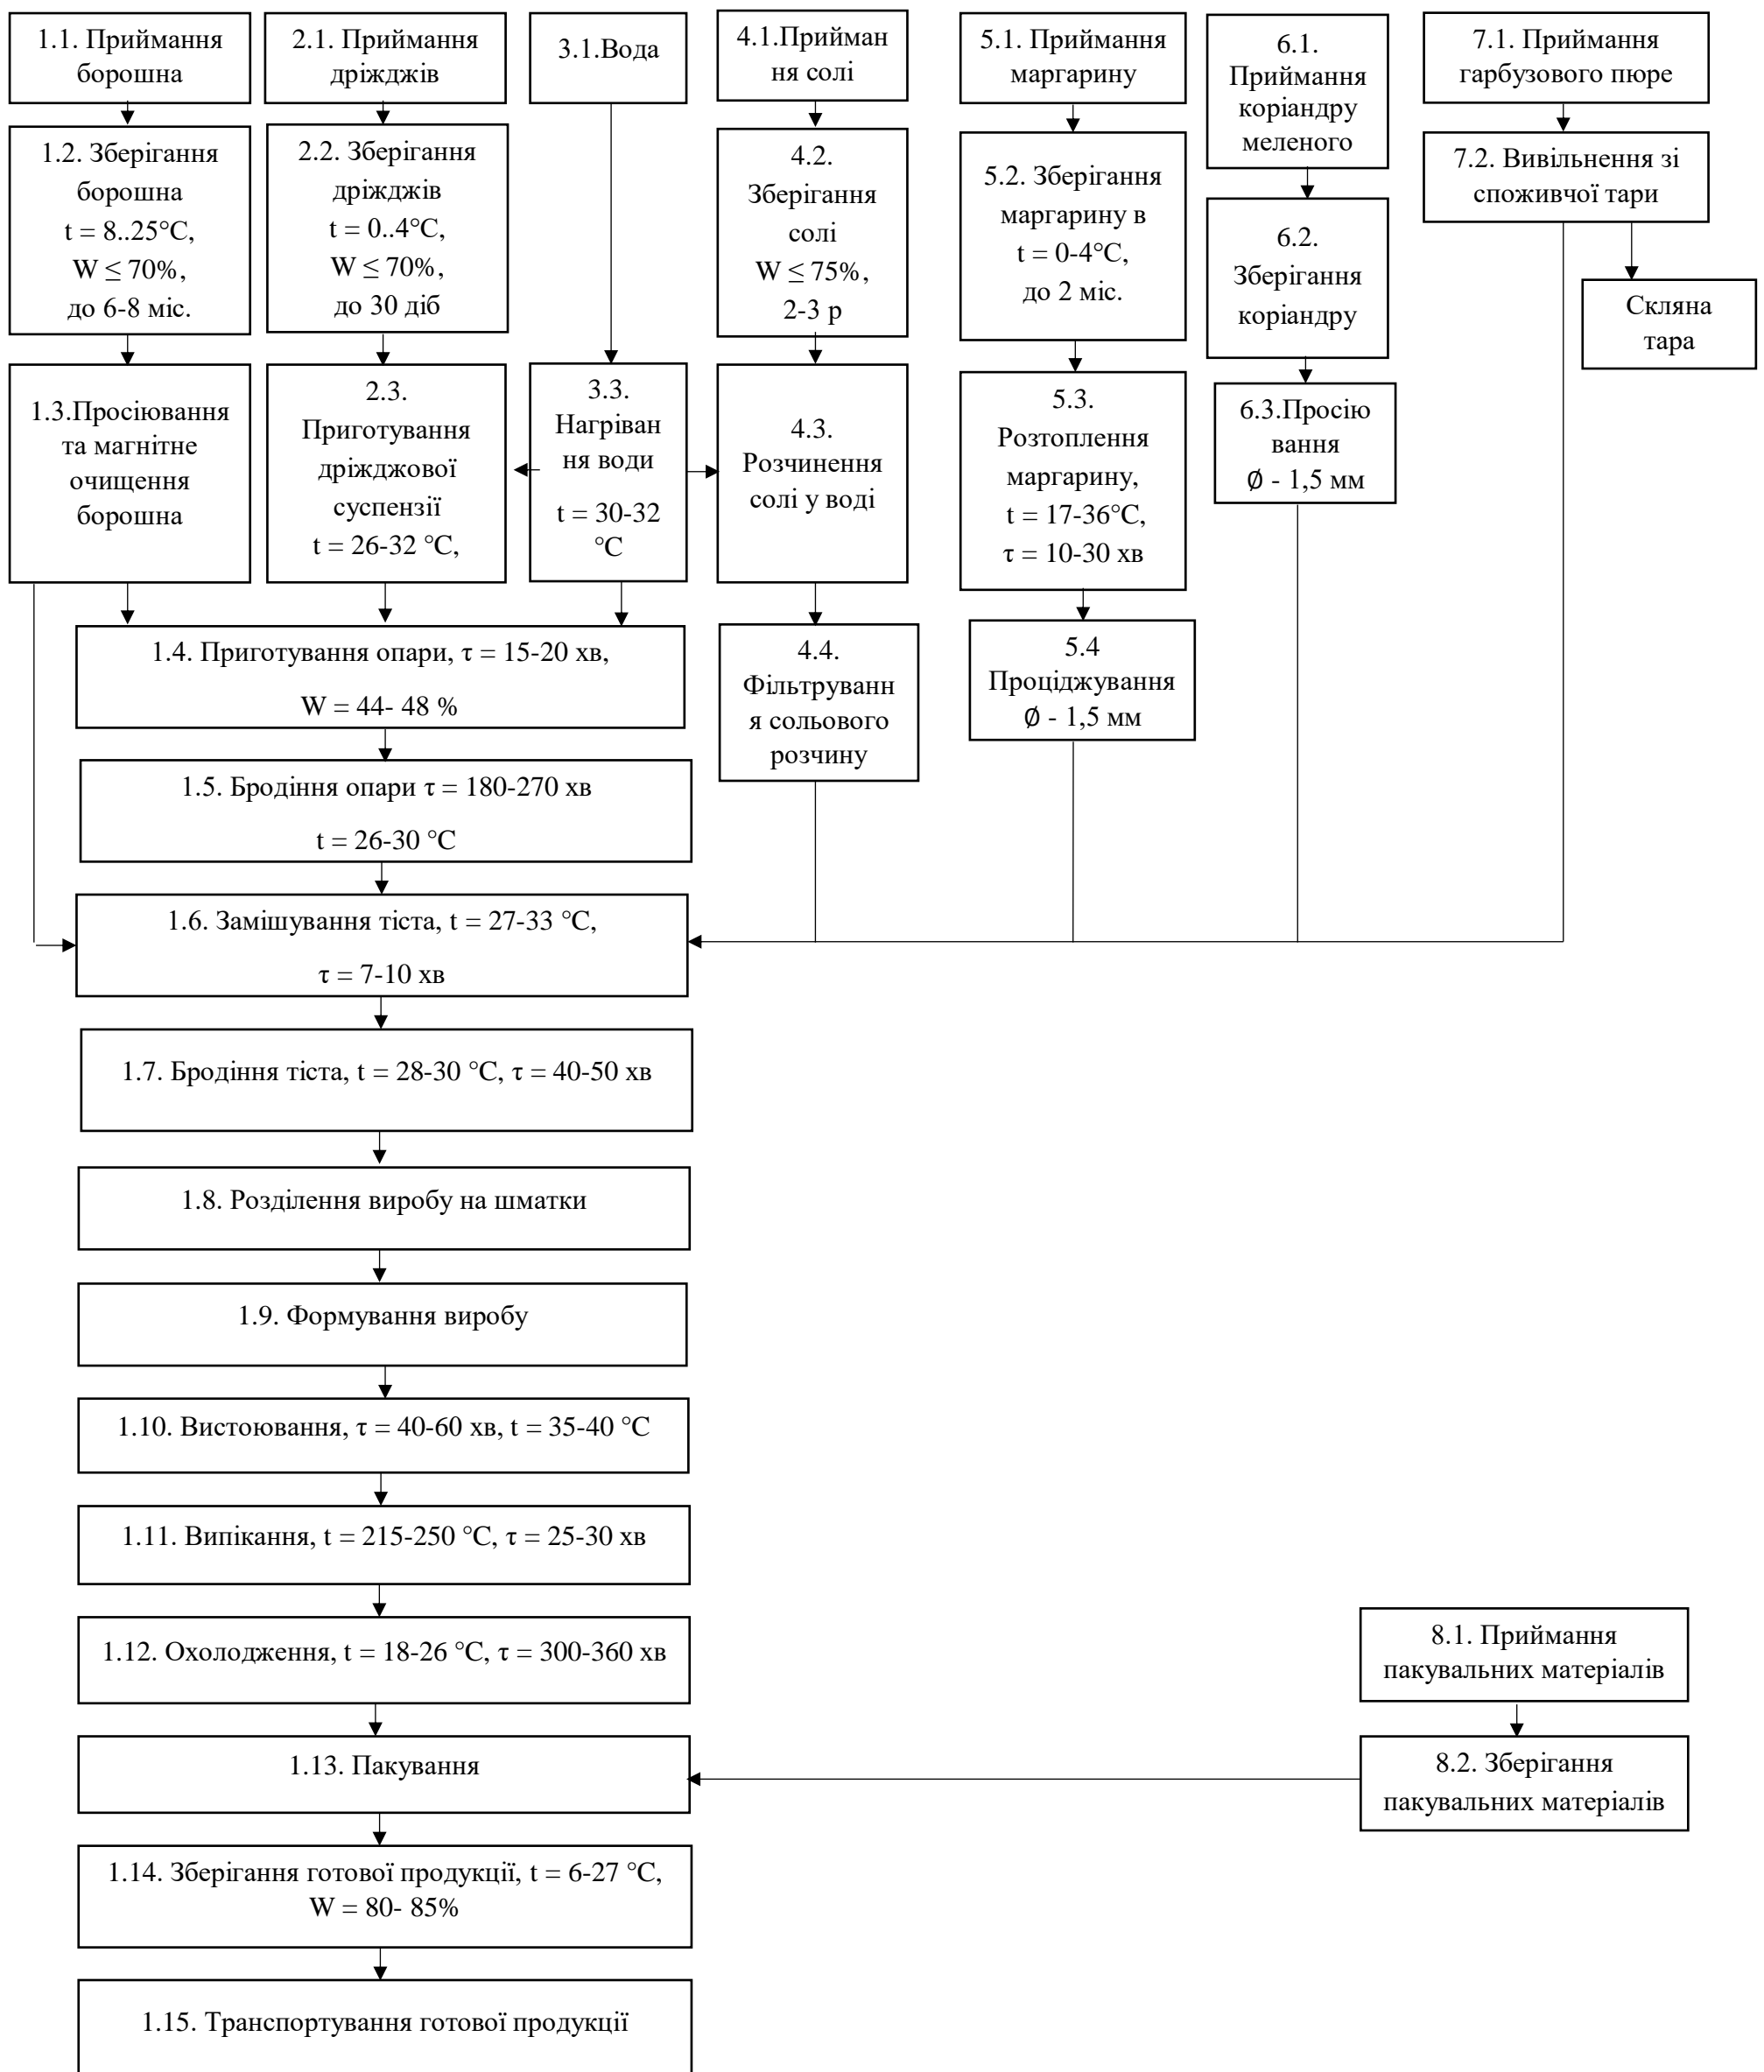 1.1. Приймання
борошна
2.1. Приймання
дріжджів
3.1.Вода
4.1.Прийман
ня солі
5.1. Приймання
маргарину
6.1.
Приймання
коріандру
меленого
7.1. Приймання
гарбузового пюре
1.2. Зберігання
борошна
t = 8..25°C,
W ≤ 70%,
до 6-8 міс.
2.2. Зберігання
дріжджів
t = 0..4°C,
W ≤ 70%,
до 30 діб
4.2.
Зберігання
солі
W ≤ 75%,
2-3 р
5.2. Зберігання
маргарину в
t = 0-4°C,
до 2 міс.
6.2.
Зберігання
коріандру
7.2. Вивільнення зі
споживчої тари
Скляна
тара
1.3.Просіювання
та магнітне
очищення
борошна
2.3.
Приготування
дріжджової
суспензії
t = 26-32 °C,
3.3.
Нагріван
ня води
t = 30-32
°C
4.3.
Розчинення
солі у воді
5.3.
Розтоплення
маргарину,
t = 17-36°C,
τ = 10-30 хв
6.3.Просію
вання
Ø - 1,5 мм
1.4. Приготування опари, τ = 15-20 хв,
W = 44- 48 %
4.4.
Фільтруванн
я сольового
розчину
5.4
Проціджування
Ø - 1,5 мм
1.5. Бродіння опари τ = 180-270 хв
t = 26-30 °C
1.6. Замішування тіста, t = 27-33 °C,
τ = 7-10 хв
1.7. Бродіння тіста, t = 28-30 °C, τ = 40-50 хв
1.8. Розділення виробу на шматки
1.9. Формування виробу
1.10. Вистоювання, τ = 40-60 хв, t = 35-40 °C
1.11. Випікання, t = 215-250 °C, τ = 25-30 хв
1.12. Охолодження, t = 18-26 °C, τ = 300-360 хв
8.1. Приймання
пакувальних матеріалів
1.13. Пакування
8.2. Зберігання
пакувальних матеріалів
1.14. Зберігання готової продукції, t = 6-27 °C,
W = 80- 85%
1.15. Транспортування готової продукції